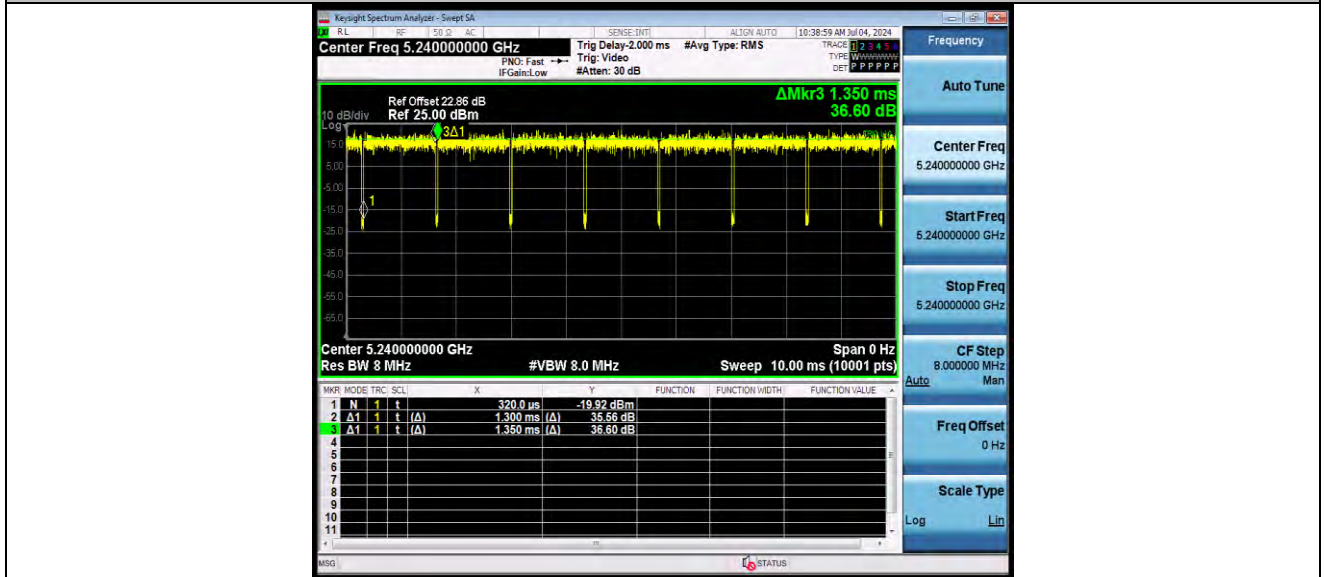 Keysight Spectrum Analyzer - Swept SA
RL RF 50 Ω AC SENSE:INT ALIGN AUTO 10:38:59 AM Jul 04, 2024
Center Freq 5.240000000 GHz Trig Delay-2.000 ms #Avg Type: RMS TRACE 1 2 3 4 5 6
PNO: Fast Trig: Video TYPE WWWWWW
IFGain:Low #Atten: 30 dB DET P P P P P P
ΔMkr3 1.350 ms
36.60 dB
Ref Offset 22.86 dB
10 dB/div Ref 25.00 dBm
Log
3Δ1
15.0
5.00
-5.00
1
-15.0
-25.0
-35.0
-45.0
-55.0
-65.0
Center 5.240000000 GHz Span 0 Hz
Res BW 8 MHz #VBW 8.0 MHz Sweep 10.00 ms (10001 pts)
MKR MODE TRC SCL X Y FUNCTION FUNCTION WIDTH FUNCTION VALUE
1 N 1 t 320.0 µs -19.92 dBm
2 Δ1 1 t (Δ) 1.300 ms (Δ) 35.56 dB
3 Δ1 1 t (Δ) 1.350 ms (Δ) 36.60 dB
4
5
6
7
8
9
10
11
MSG STATUS
Frequency
Auto Tune
Center Freq
5.240000000 GHz
Start Freq
5.240000000 GHz
Stop Freq
5.240000000 GHz
CF Step
8.000000 MHz
Auto Man
Freq Offset
0 Hz
Scale Type
Log Lin